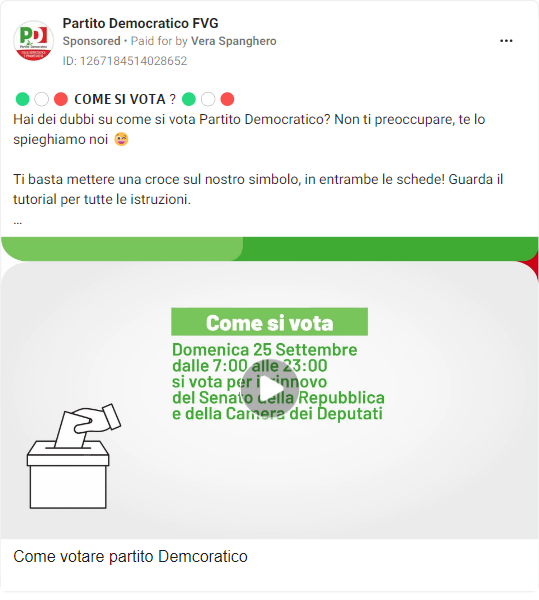 Partito Democratico FVG
Sponsored • Paid for by Vera Spanghero
ID: 1267184514028652
PD
Partito Democratico
COME SI VOTA ?
Hai dei dubbi su come si vota Partito Democratico? Non ti preoccupare, te lo
spieghiamo noi 😜
Ti basta mettere una croce sul nostro simbolo, in entrambe le schede! Guarda il
tutorial per tutte le istruzioni.
...
Come si vota
Domenica 25 Settembre
dalle 7:00 alle 23:00
si vota per il rinnovo
del Senato della Repubblica
e della Camera dei Deputati
Come votare partito Demcoratico